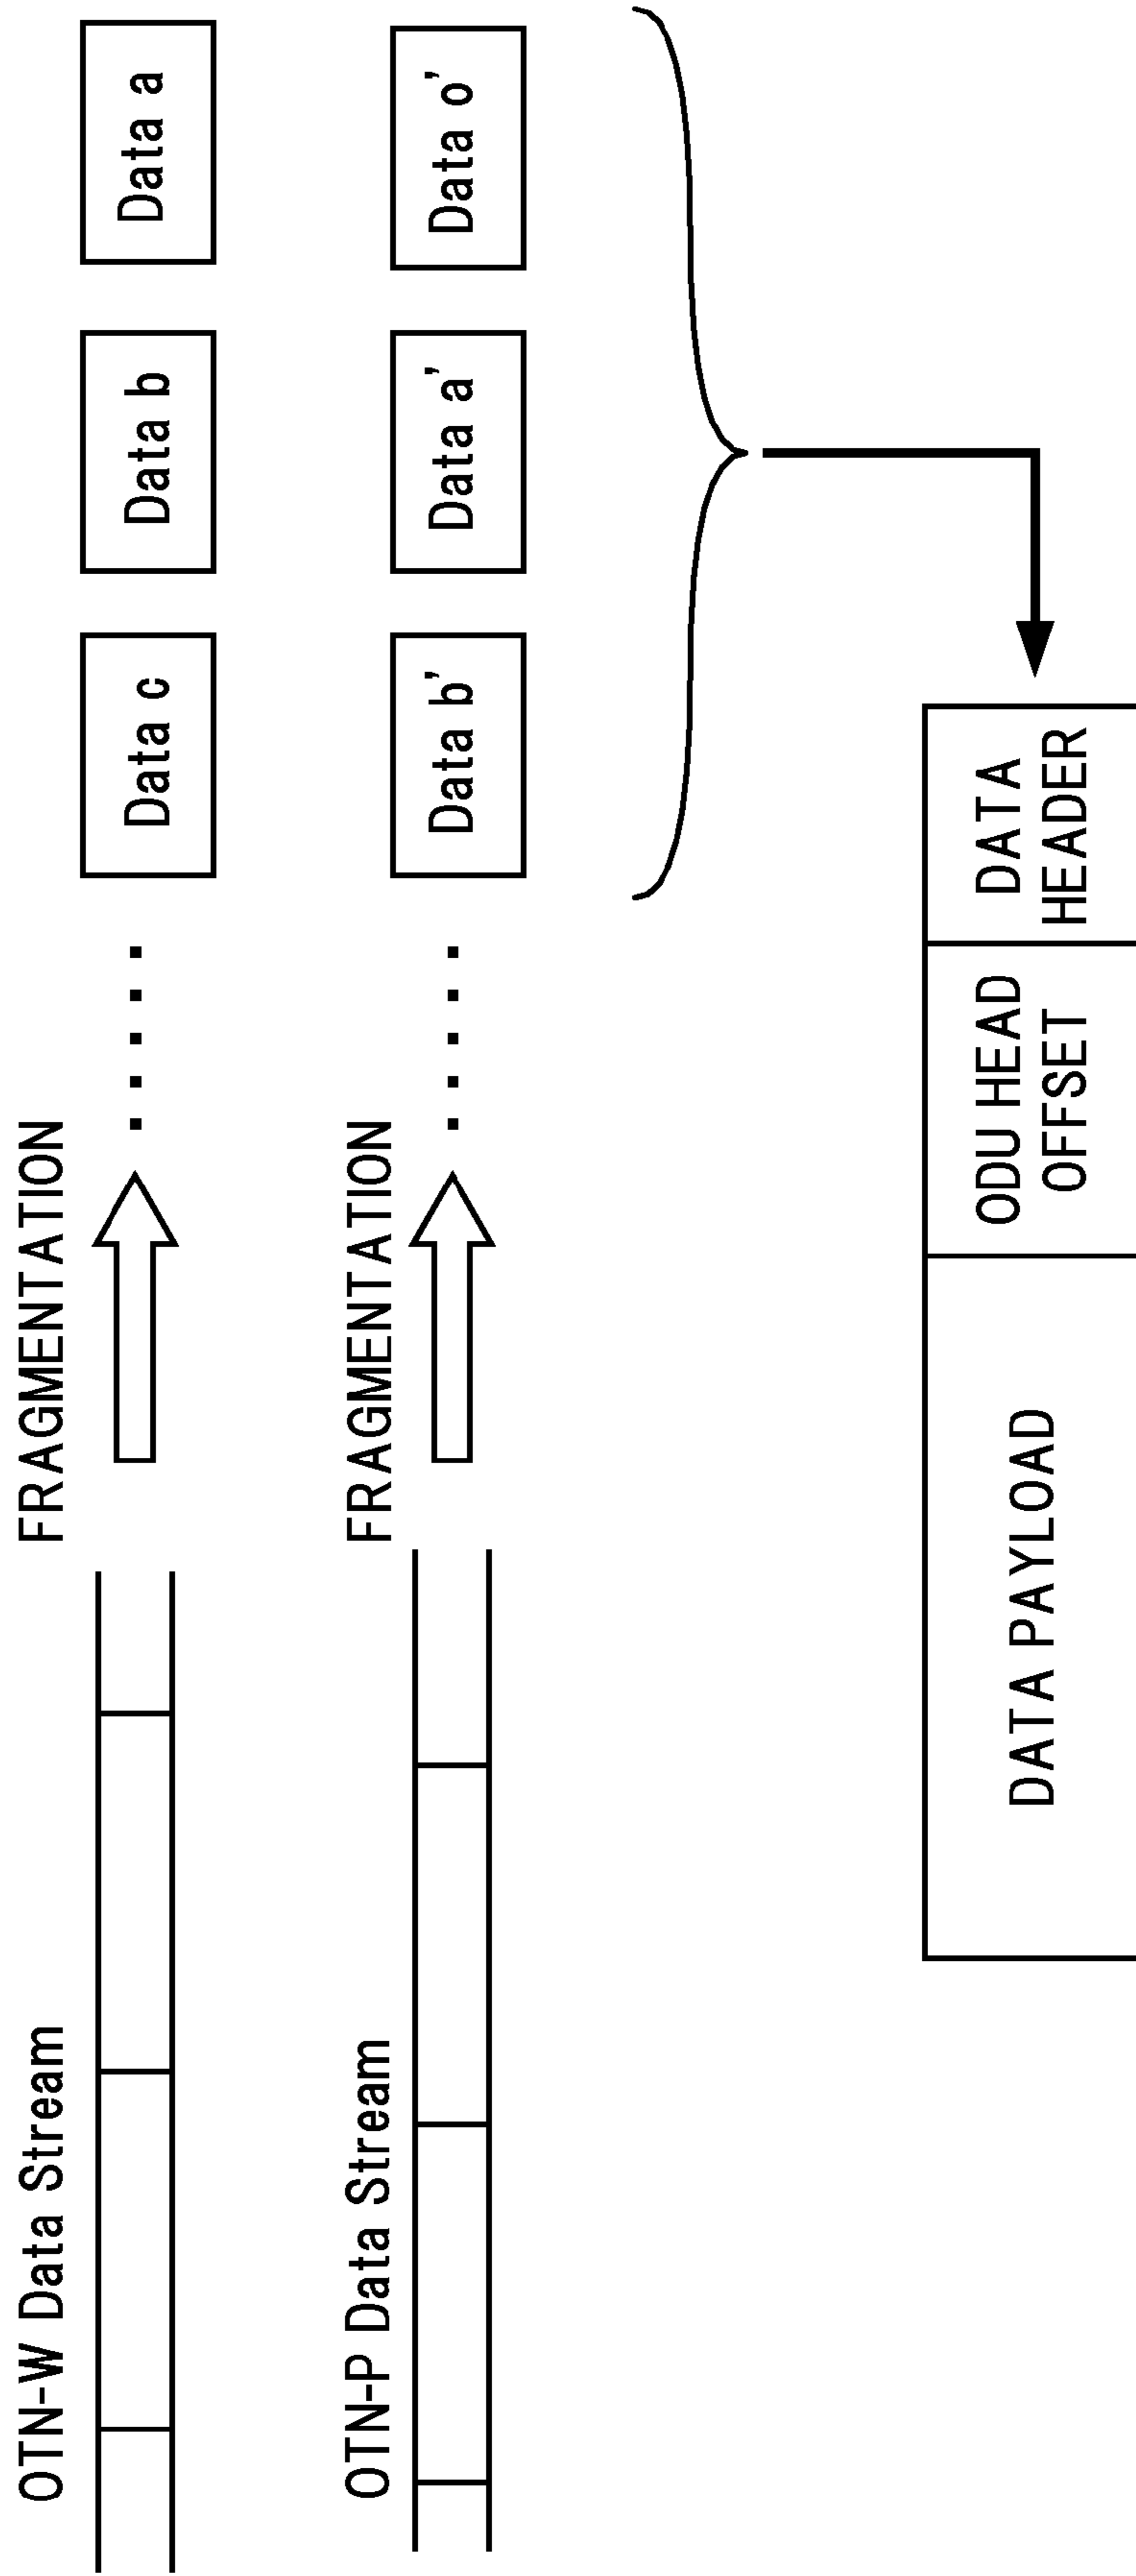 OTN-W Data Stream
FRAGMENTATION
Data c
Data b
Data a
OTN-P Data Stream
FRAGMENTATION
Data b'
Data a'
Data o'
DATA PAYLOAD
ODU HEAD
OFFSET
DATA
HEADER